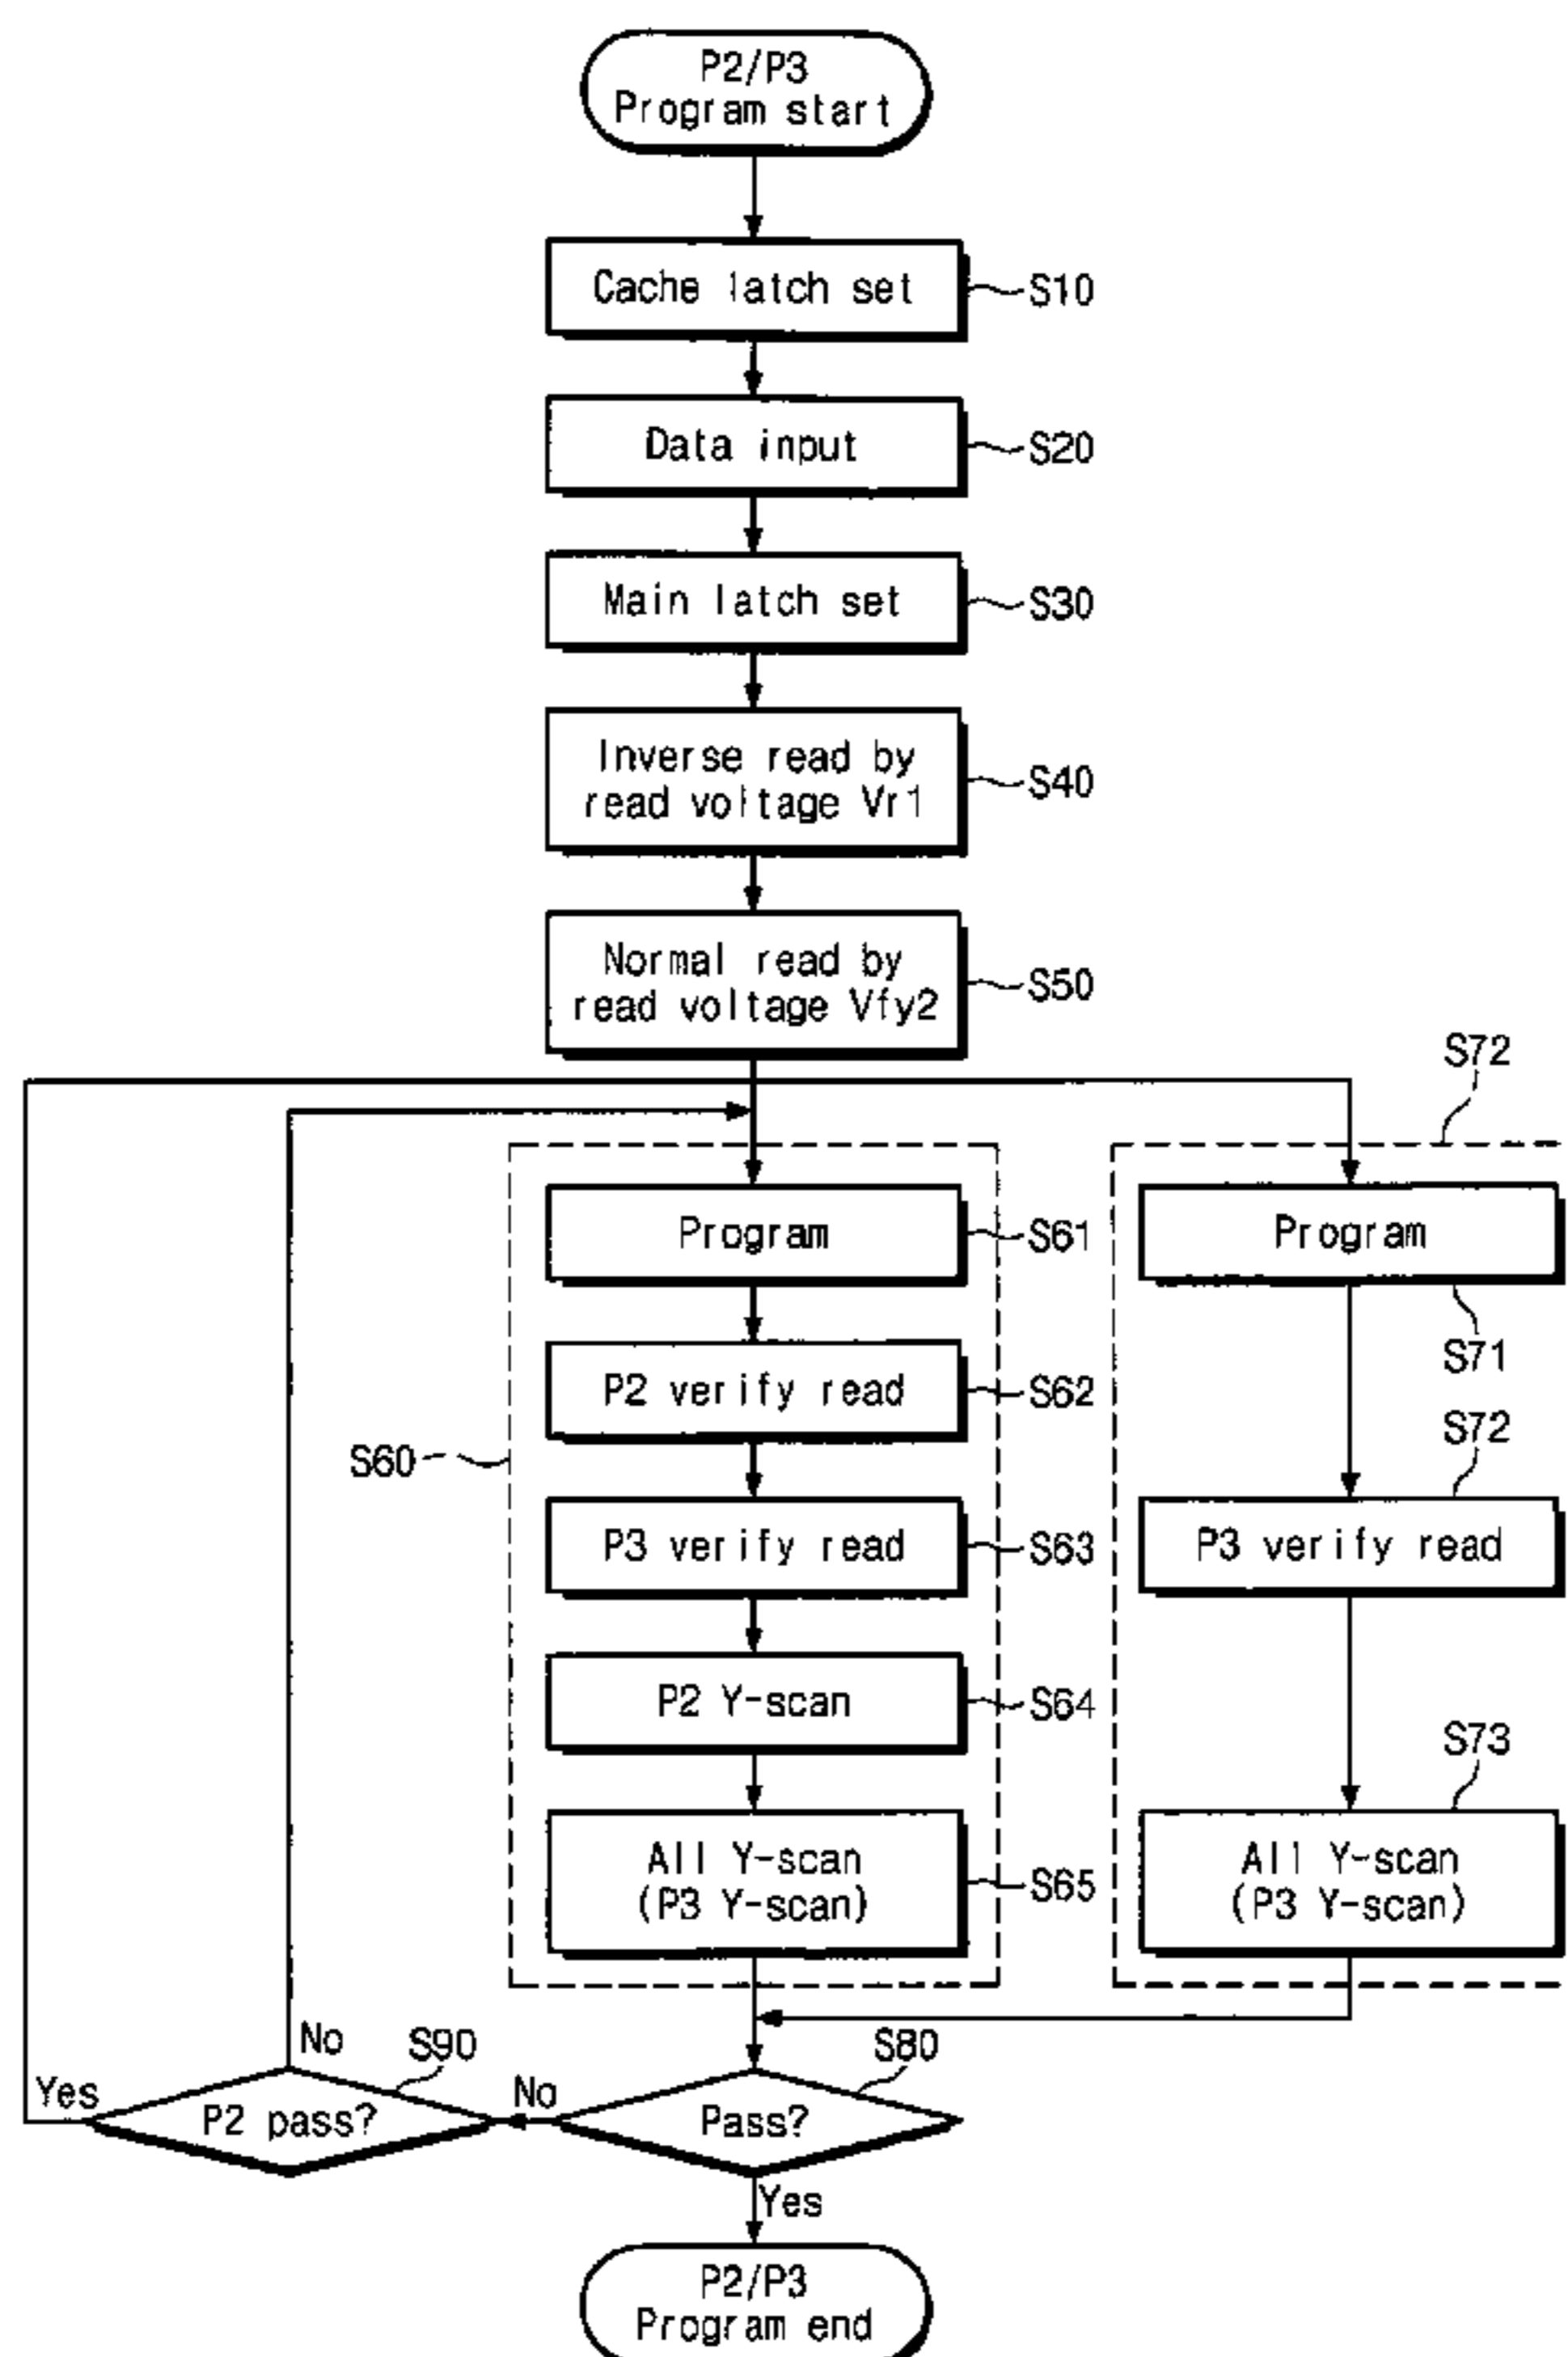 P2/P3
Program start
Cache latch set
S10
Data input
S20
Main latch set
S30
Inverse read by
read voltage Vr1
S40
Normal read by
read voltage Vfy2
S50
S72
Program
S61
Program
S71
P2 verify read
S62
S72
S60
P3 verify read
S63
P3 verify read
P2 Y-scan
S64
S73
All Y-scan
(P3 Y-scan)
S65
All Y-scan
(P3 Y-scan)
No
S90
S80
Yes
P2 pass?
No
Pass?
Yes
P2/P3
Program end